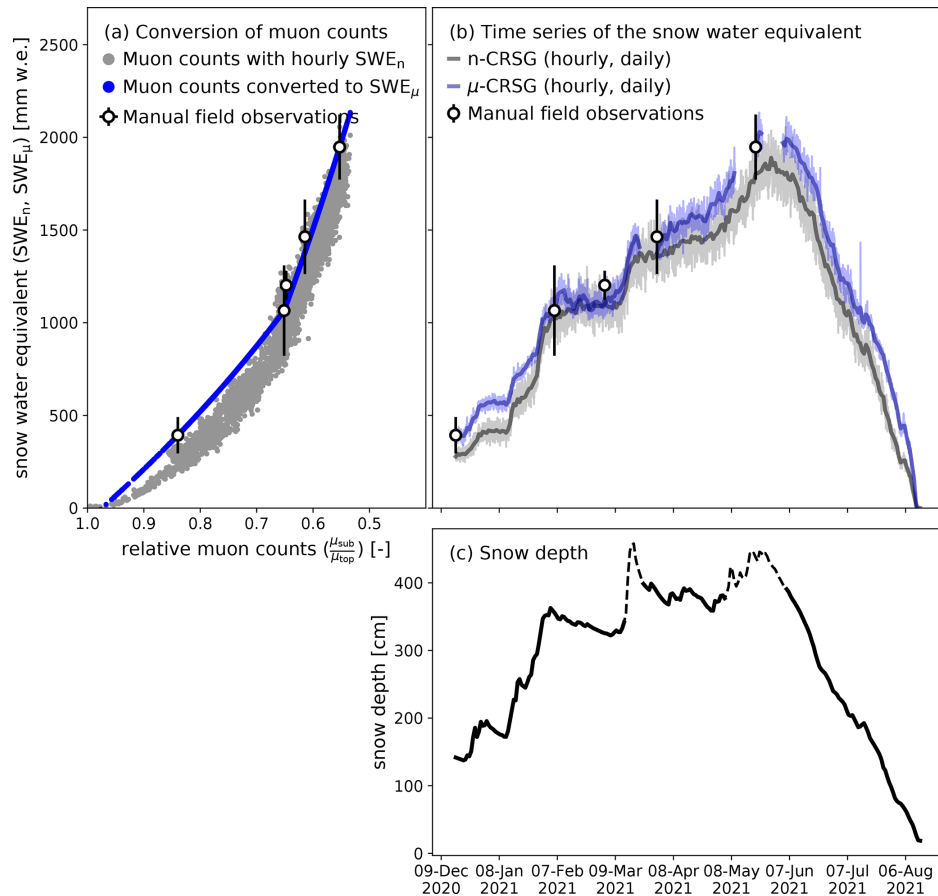 (a) Conversion of muon counts
Muon counts with hourly SWEₙ
Muon counts converted to SWE_μ
Manual field observations
snow water equivalent (SWEₙ, SWE_μ) [mm w.e.]
2500
2000
1500
1000
500
0
1.0 0.9 0.8 0.7 0.6 0.5
relative muon counts (μ_sub/μ_top) [-]
(b) Time series of the snow water equivalent
n-CRSG (hourly, daily)
μ-CRSG (hourly, daily)
Manual field observations
(c) Snow depth
snow depth [cm]
400
300
200
100
0
09-Dec 08-Jan 07-Feb 09-Mar 08-Apr 08-May 07-Jun 07-Jul 06-Aug
2020 2021 2021 2021 2021 2021 2021 2021 2021